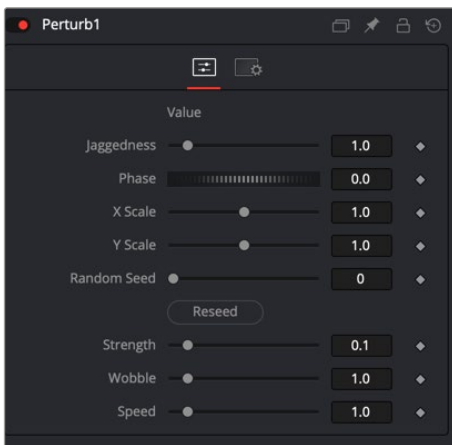 Perturb1
Value
Jaggedness 1.0
Phase 0.0
X Scale 1.0
Y Scale 1.0
Random Seed 0
Reseed
Strength 0.1
Wobble 1.0
Speed 1.0